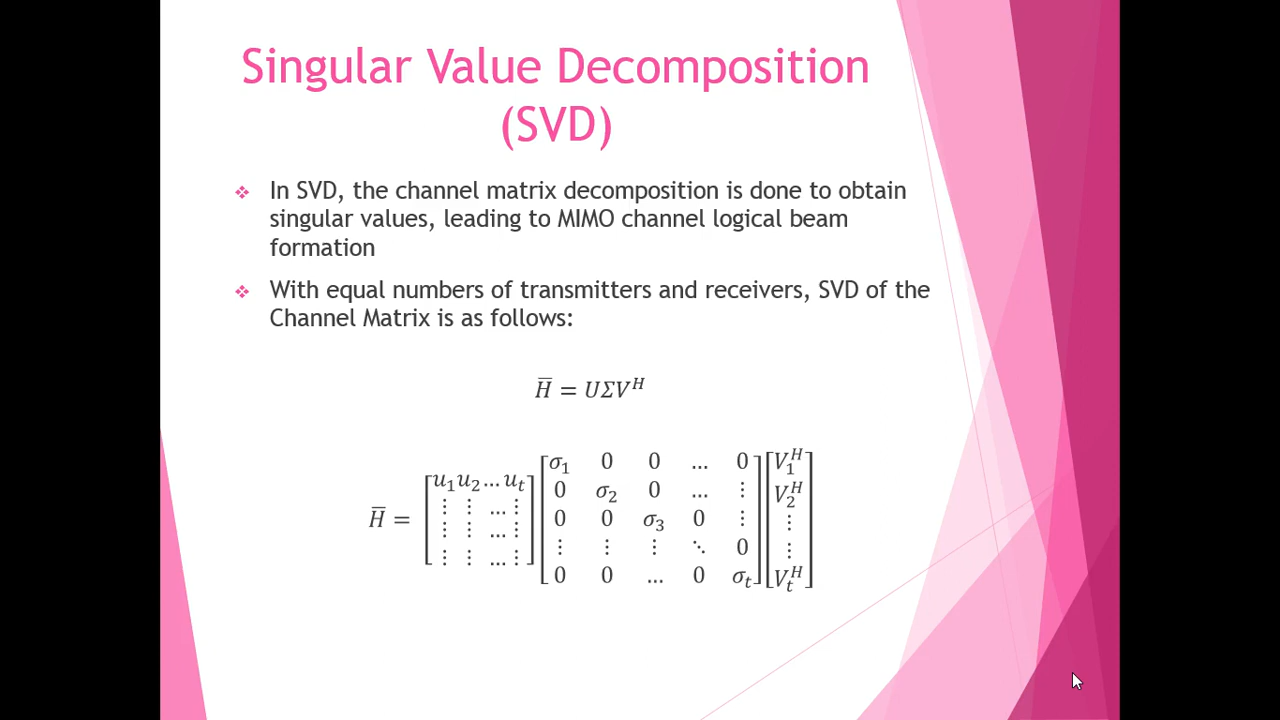 Singular Value Decomposition
(SVD)
❖ In SVD, the channel matrix decomposition is done to obtain
singular values, leading to MIMO channel logical beam
formation
❖ With equal numbers of transmitters and receivers, SVD of the
Channel Matrix is as follows:
H̅ = UΣV^H
H̅ = [u₁u₂…uₜ; ⋮ ⋮ …⋮; ⋮ ⋮ …⋮; ⋮ ⋮ …⋮] [σ₁ 0 0 … 0; 0 σ₂ 0 … ⋮; 0 0 σ₃ 0 ⋮; ⋮ ⋮ ⋮ ⋱ 0; 0 0 … 0 σₜ] [V₁^H; V₂^H; ⋮; ⋮; Vₜ^H]